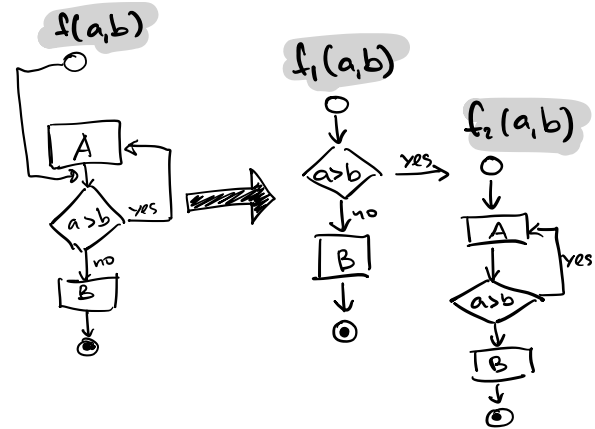 f(a,b)
A
a>b
yes
no
B
f₁(a,b)
a>b
yes
no
B
f₂(a,b)
A
a>b
yes
B